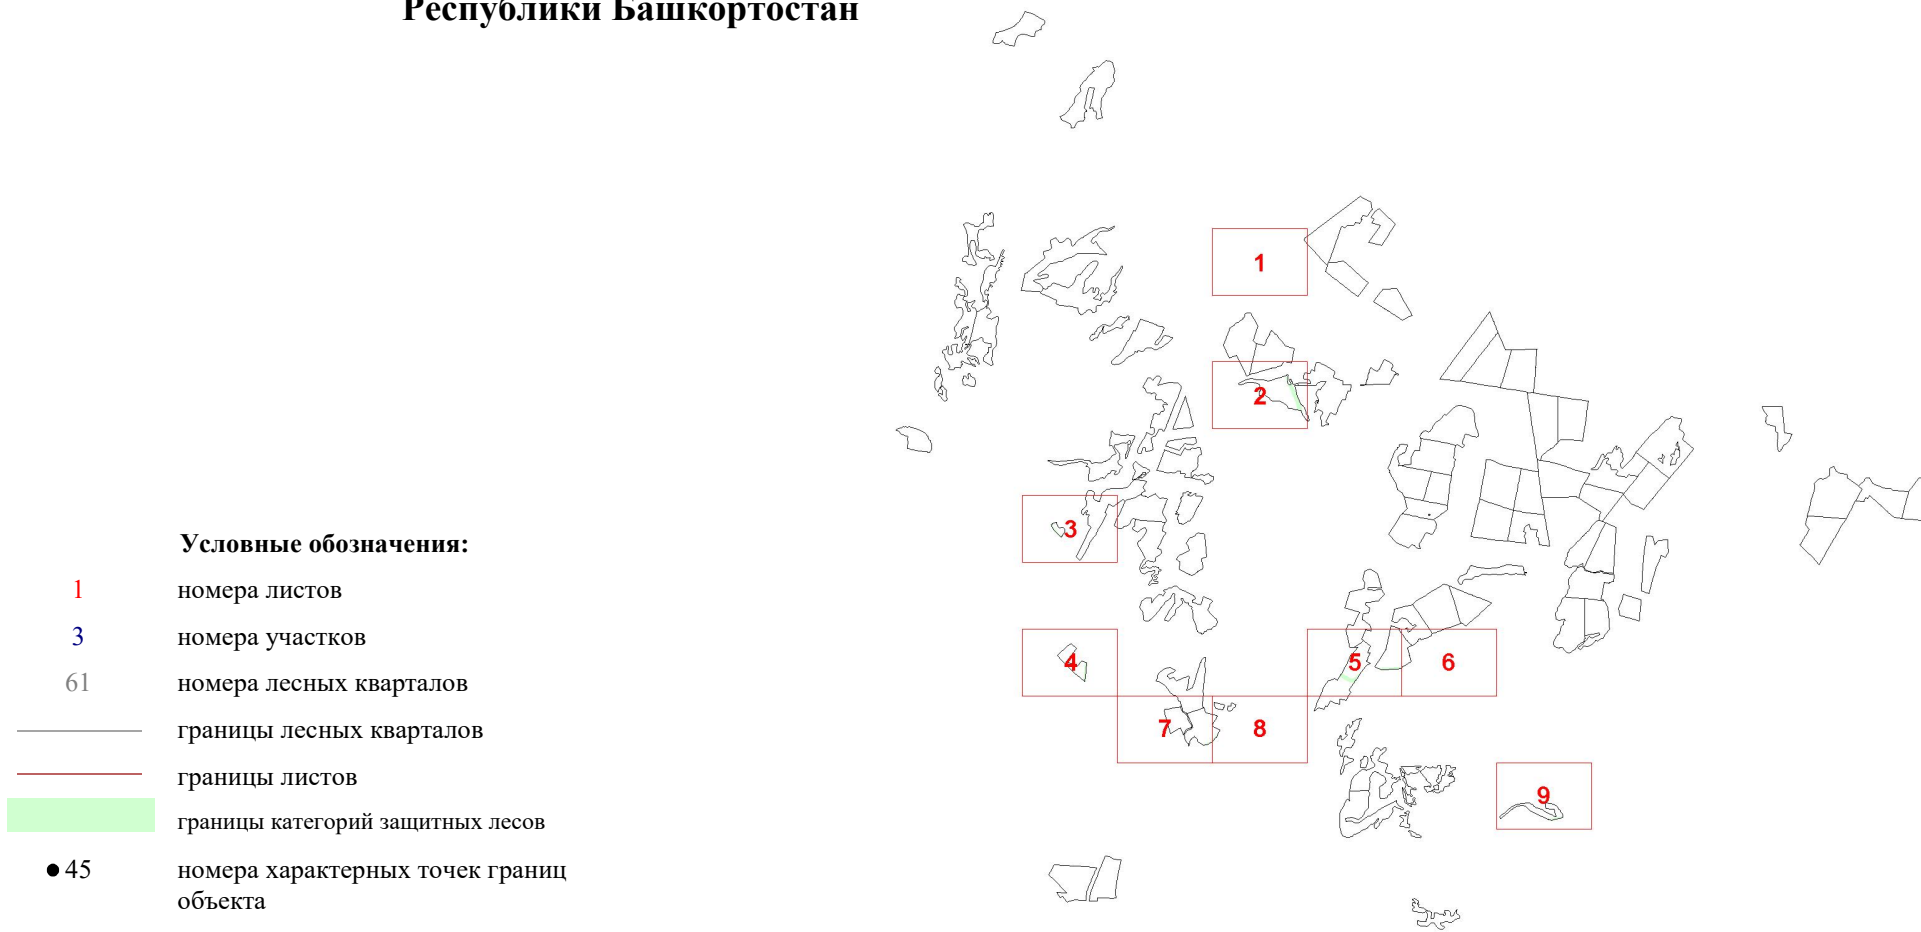 Республики Башкортостан
1
2
3
4
5
6
7
8
9
Условные обозначения:
1 номера листов
3 номера участков
61 номера лесных кварталов
границы лесных кварталов
границы листов
границы категорий защитных лесов
45 номера характерных точек границ
объекта